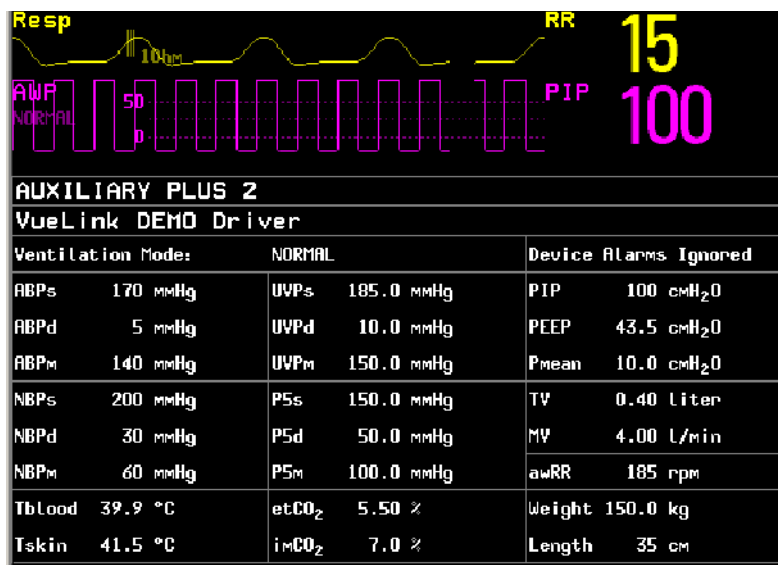 Resp RR 15
10hm
AWP 50 PIP 100
NORMAL
0
AUXILIARY PLUS 2
VueLink DEMO Driver
Ventilation Mode: NORMAL Device Alarms Ignored
ABPs 170 mmHg UVPs 185.0 mmHg PIP 100 cmH₂O
ABPd 5 mmHg UVPd 10.0 mmHg PEEP 43.5 cmH₂O
ABPm 140 mmHg UVPm 150.0 mmHg Pmean 10.0 cmH₂O
NBPs 200 mmHg P5s 150.0 mmHg TV 0.40 liter
NBPd 30 mmHg P5d 50.0 mmHg MV 4.00 l/min
NBPm 60 mmHg P5m 100.0 mmHg awRR 185 rpm
Tblood 39.9 °C etCO₂ 5.50 % Weight 150.0 kg
Tskin 41.5 °C imCO₂ 7.0 % Length 35 cm